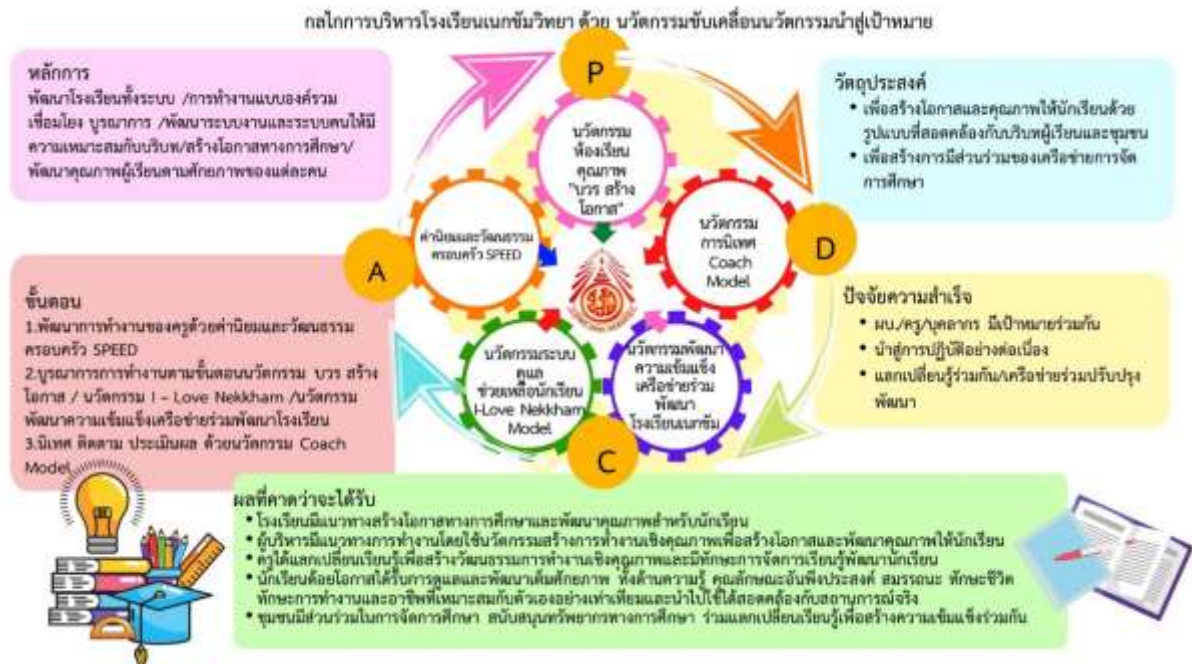 กลไกการบริหารโรงเรียนเนกขัมวิทยา ด้วย นวัตกรรมขับเคลื่อนนวัตกรรมนำสู่เป้าหมาย
หลักการ
พัฒนาโรงเรียนทั้งระบบ /การทำงานแบบองค์รวม
เชื่อมโยง บูรณาการ /พัฒนาระบบงานและระบบคนให้มี
ความเหมาะสมกับบริบท/สร้างโอกาสทางการศึกษา/
พัฒนาคุณภาพผู้เรียนตามศักยภาพของแต่ละคน
P
นวัตกรรม
ห้องเรียน
คุณภาพ
"บวร สร้าง
โอกาส"
วัตถุประสงค์
• เพื่อสร้างโอกาสและคุณภาพให้นักเรียนด้วย
รูปแบบที่สอดคล้องกับบริบทผู้เรียนและชุมชน
• เพื่อสร้างการมีส่วนร่วมของเครือข่ายการจัด
การศึกษา
A
ค่านิยมและวัฒนธรรม
ครอบครัว SPEED
นวัตกรรม
การนิเทศ
Coach
Model
D
ขั้นตอน
1.พัฒนาการทำงานของครูด้วยค่านิยมและวัฒนธรรม
ครอบครัว SPEED
2.บูรณาการการทำงานตามขั้นตอนนวัตกรรม บวร สร้าง
โอกาส / นวัตกรรม I - Love Nekkham /นวัตกรรม
พัฒนาความเข้มแข็งเครือข่ายร่วมพัฒนาโรงเรียน
3.นิเทศ ติดตาม ประเมินผล ด้วยนวัตกรรม Coach
Model
นวัตกรรมระบบ
ดูแล
ช่วยเหลือนักเรียน
I-Love Nekkham
Model
นวัตกรรมพัฒนา
ความเข้มแข็ง
เครือข่ายร่วม
พัฒนา
โรงเรียนเนกขัม
C
ปัจจัยความสำเร็จ
• ผบ./ครู/บุคลากร มีเป้าหมายร่วมกัน
• นำสู่การปฏิบัติอย่างต่อเนื่อง
• แลกเปลี่ยนรู้ร่วมกัน/เครือข่ายร่วมปรับปรุง
พัฒนา
ผลที่คาดว่าจะได้รับ
• โรงเรียนมีแนวทางสร้างโอกาสทางการศึกษาและพัฒนาคุณภาพสำหรับนักเรียน
• ผู้บริหารมีแนวทางการทำงานโดยใช้นวัตกรรมสร้างการทำงานเชิงคุณภาพเพื่อสร้างโอกาสและพัฒนาคุณภาพให้นักเรียน
• ครูได้แลกเปลี่ยนเรียนรู้เพื่อสร้างวัฒนธรรมการทำงานเชิงคุณภาพและมีทักษะการจัดการเรียนรู้พัฒนานักเรียน
• นักเรียนด้อยโอกาสได้รับการดูแลและพัฒนาเต็มศักยภาพ ทั้งด้านความรู้ คุณลักษณะอันพึงประสงค์ สมรรถนะ ทักษะชีวิต
ทักษะการทำงานและอาชีพที่เหมาะสมกับตัวเองอย่างเท่าเทียมและนำไปใช้ได้สอดคล้องกับสถานการณ์จริง
• ชุมชนมีส่วนร่วมในการจัดการศึกษา สนับสนุนทรัพยากรทางการศึกษา ร่วมแลกเปลี่ยนเรียนรู้เพื่อสร้างความเข้มแข็งร่วมกัน